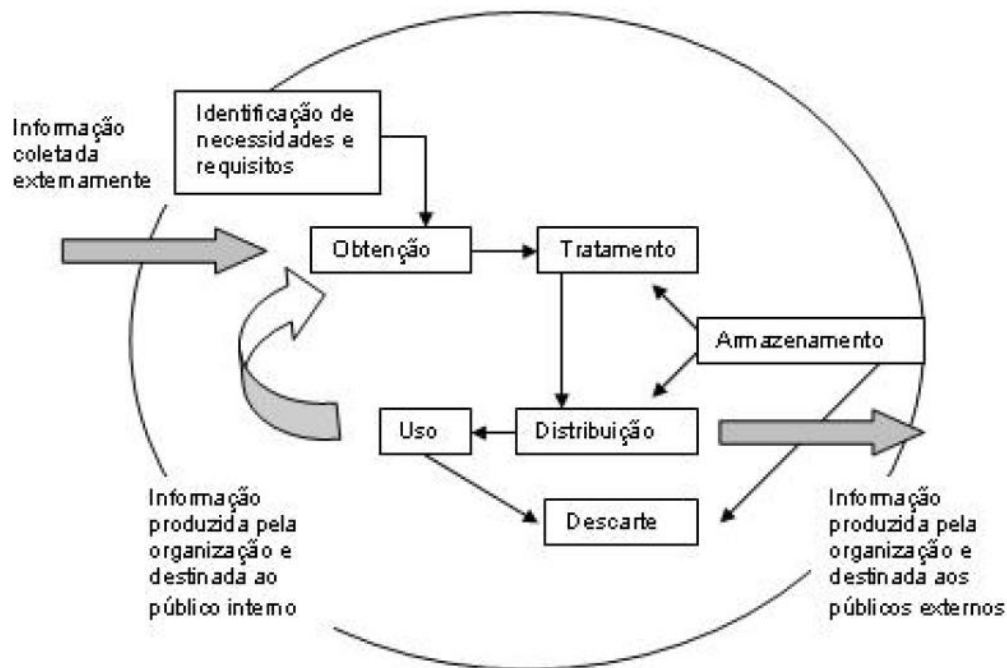 Informação
coletada
externamente
Identificação de
necessidades e
requisitos
Obtenção
Tratamento
Armazenamento
Uso
Distribuição
Descarte
Informação
produzida pela
organização e
destinada ao
público interno
Informação
produzida pela
organização e
destinada aos
públicos externos